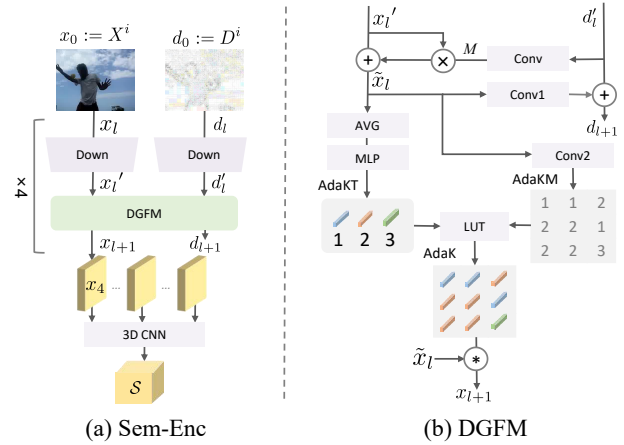 x_0 := X^i
d_0 := D^i
x_l
d_l
Down
Down
×4
x_l′
d_l′
DGFM
x_{l+1}
d_{l+1}
x_4
...
...
3D CNN
S
(a) Sem-Enc
x_l′
d_l′
M
Conv
+
×
x̃_l
Conv1
+
d_{l+1}
AVG
MLP
Conv2
AdaKT
AdaKM
1 2 3
LUT
1 1 2
2 2 1
2 2 3
AdaK
x̃_l
*
x_{l+1}
(b) DGFM